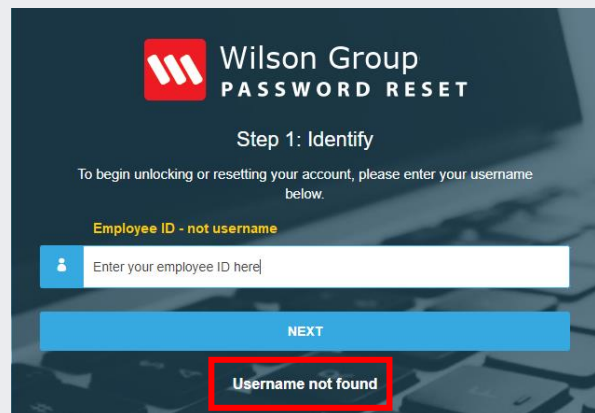 Wilson Group
PASSWORD RESET
Step 1: Identify
To begin unlocking or resetting your account, please enter your username
below.
Employee ID - not username
Enter your employee ID here
NEXT
Username not found